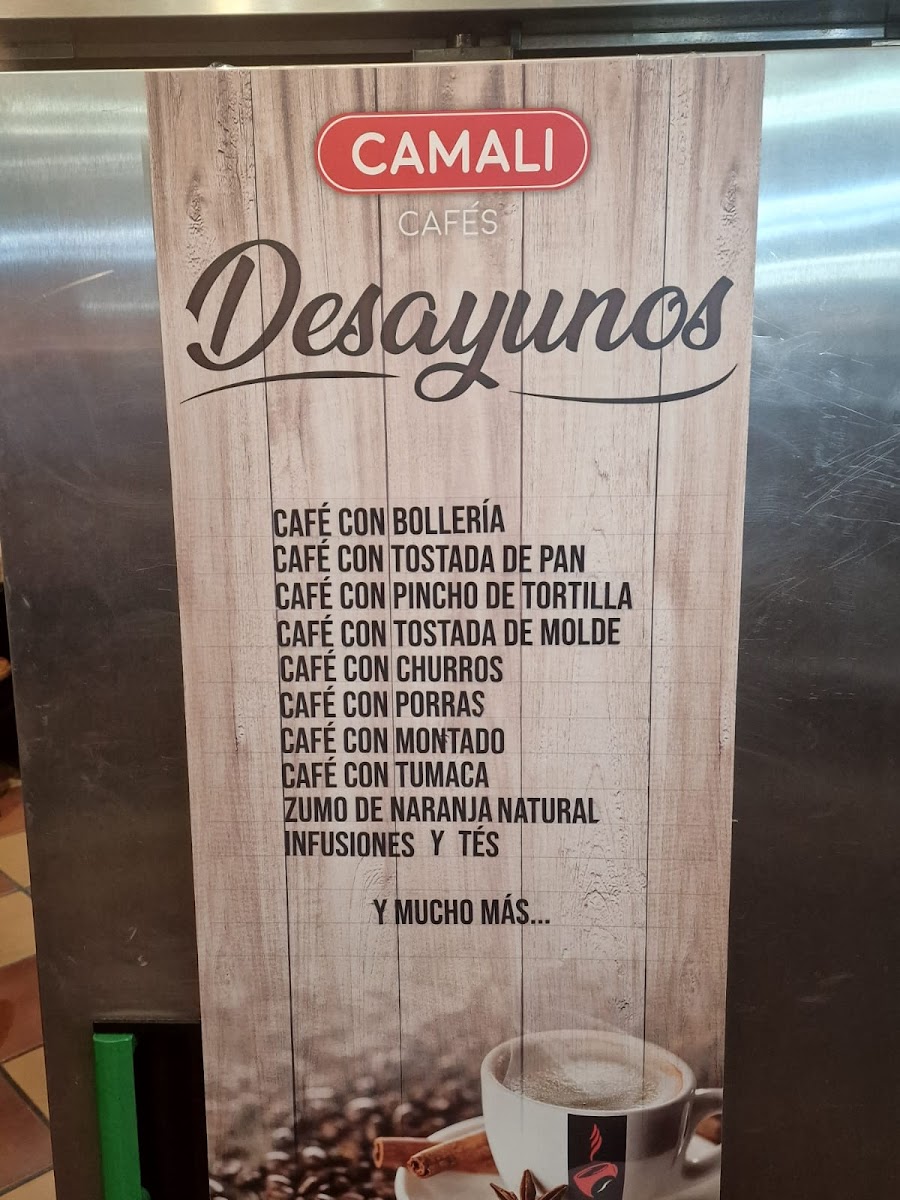 CAMALI
CAFÉS
Desayunos
CAFÉ CON BOLLERÍA
CAFÉ CON TOSTADA DE PAN
CAFÉ CON PINCHO DE TORTILLA
CAFÉ CON TOSTADA DE MOLDE
CAFÉ CON CHURROS
CAFÉ CON PORRAS
CAFÉ CON MONTADO
CAFÉ CON TUMACA
ZUMO DE NARANJA NATURAL
INFUSIONES Y TÉS
Y MUCHO MÁS...